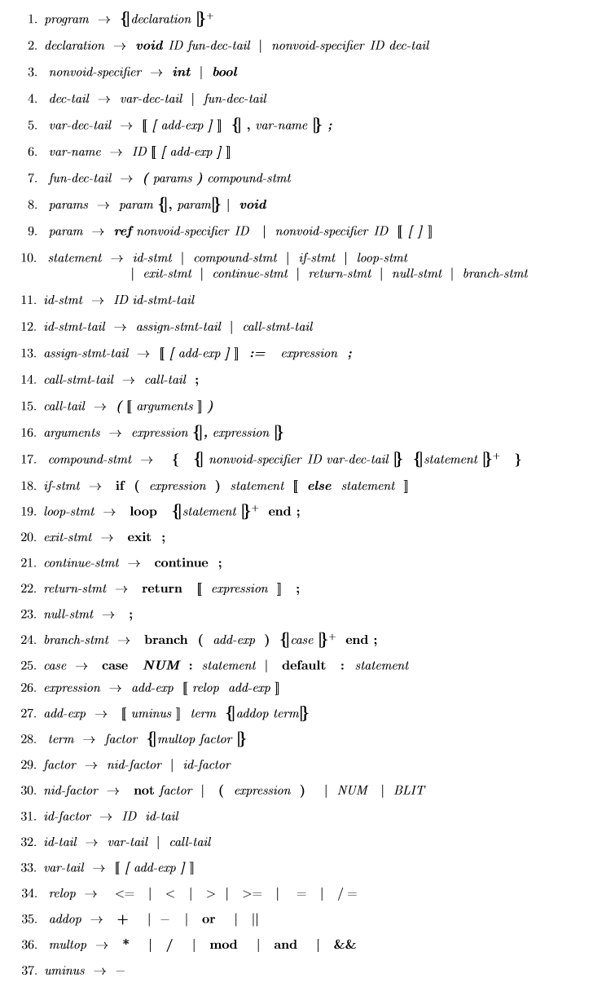 1. program → {|declaration |}+
2. declaration → void ID fun-dec-tail | nonvoid-specifier ID dec-tail
3. nonvoid-specifier → int | bool
4. dec-tail → var-dec-tail | fun-dec-tail
5. var-dec-tail → ⟦ [ add-exp ] ⟧ {| , var-name |} ;
6. var-name → ID ⟦ [ add-exp ] ⟧
7. fun-dec-tail → ( params ) compound-stmt
8. params → param {|, param|} | void
9. param → ref nonvoid-specifier ID | nonvoid-specifier ID ⟦ [ ] ⟧
10. statement → id-stmt | compound-stmt | if-stmt | loop-stmt
| exit-stmt | continue-stmt | return-stmt | null-stmt | branch-stmt
11. id-stmt → ID id-stmt-tail
12. id-stmt-tail → assign-stmt-tail | call-stmt-tail
13. assign-stmt-tail → ⟦ [ add-exp ] ⟧ := expression ;
14. call-stmt-tail → call-tail ;
15. call-tail → ( ⟦ arguments ⟧ )
16. arguments → expression {|, expression |}
17. compound-stmt → { {| nonvoid-specifier ID var-dec-tail |} {|statement |}+ }
18. if-stmt → if ( expression ) statement ⟦ else statement ⟧
19. loop-stmt → loop {|statement |}+ end ;
20. exit-stmt → exit ;
21. continue-stmt → continue ;
22. return-stmt → return ⟦ expression ⟧ ;
23. null-stmt → ;
24. branch-stmt → branch ( add-exp ) {|case |}+ end ;
25. case → case NUM : statement | default : statement
26. expression → add-exp ⟦ relop add-exp ⟧
27. add-exp → ⟦ uminus ⟧ term {|addop term|}
28. term → factor {|multop factor |}
29. factor → nid-factor | id-factor
30. nid-factor → not factor | ( expression ) | NUM | BLIT
31. id-factor → ID id-tail
32. id-tail → var-tail | call-tail
33. var-tail → ⟦ [ add-exp ] ⟧
34. relop → <= | < | > | >= | = | /=
35. addop → + | − | or | ||
36. multop → * | / | mod | and | &&
37. uminus → −